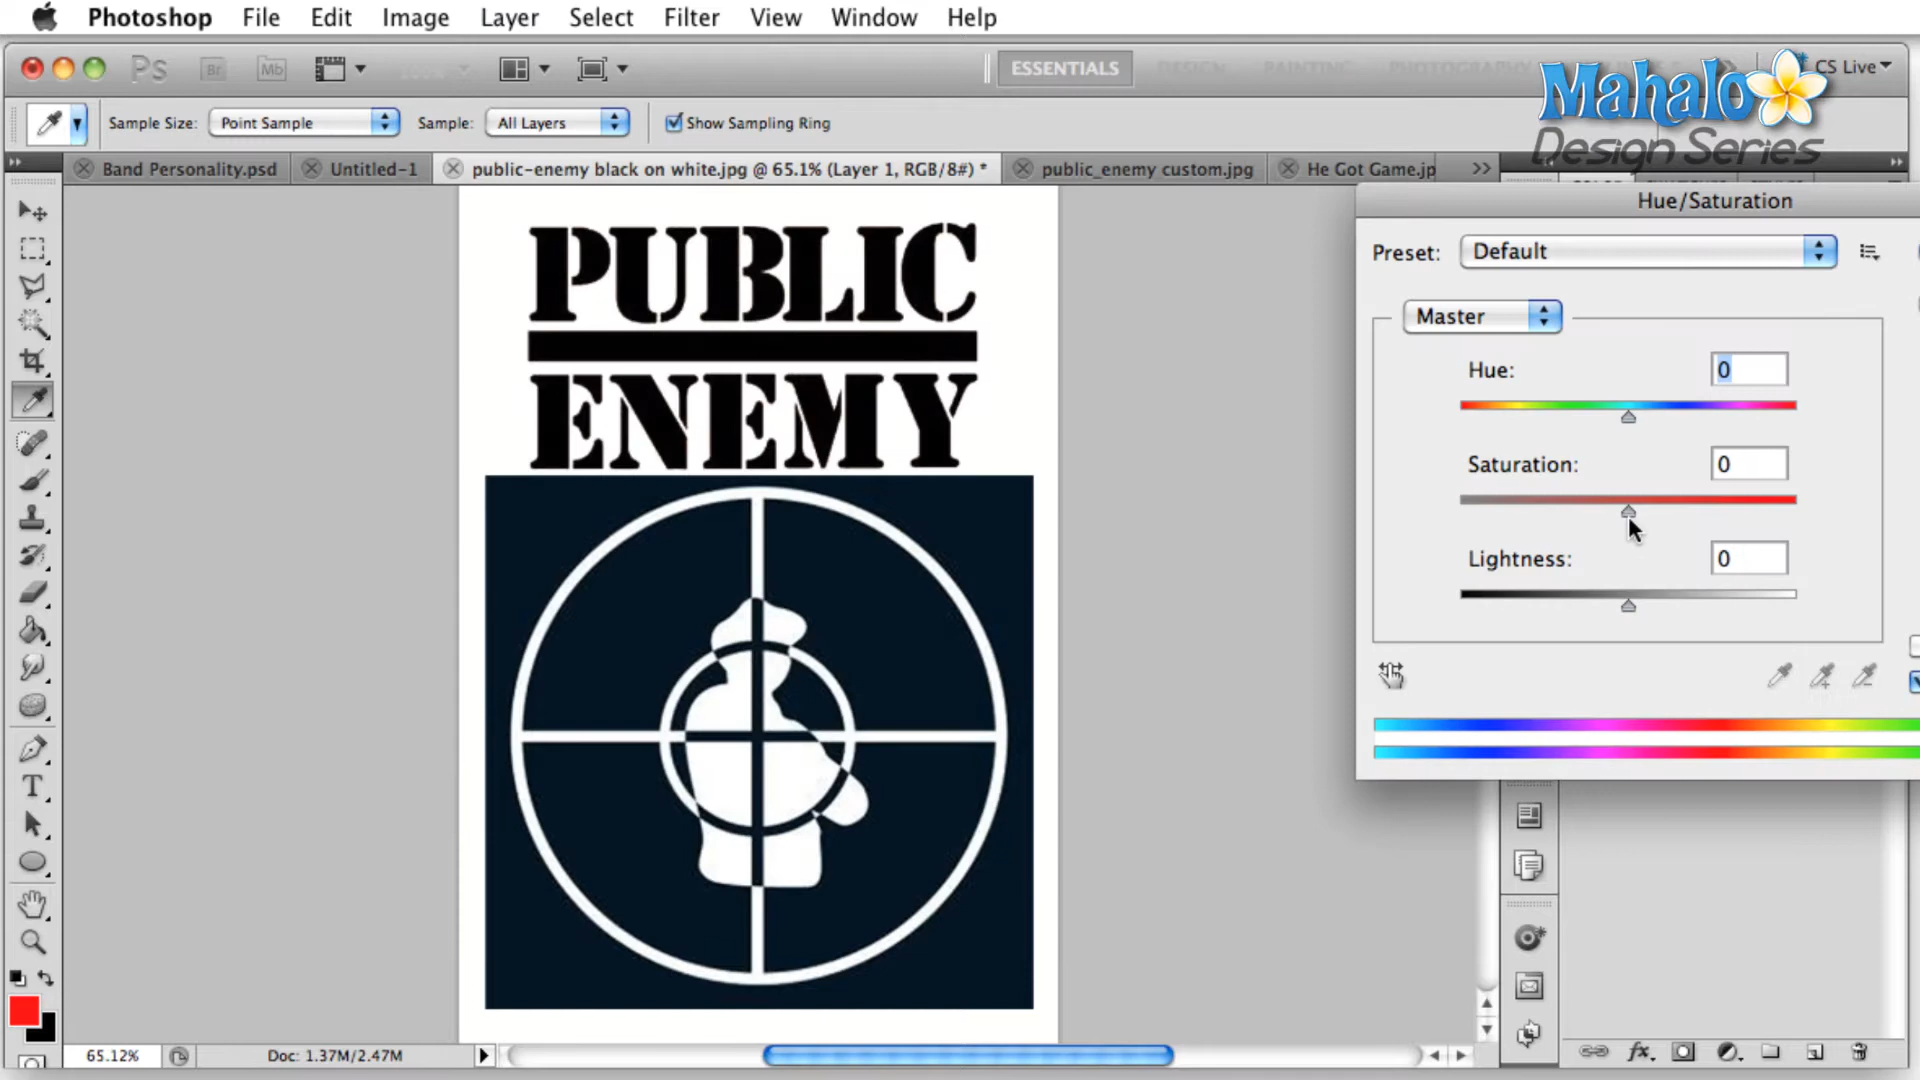 Photoshop File Edit Image Layer Select Filter View Window Help
Ps Br Mb ESSENTIALS DESIGN PAINTING PHOTOGRAPHY CS Live
Mahalo
Design Series
Sample Size: Point Sample Sample: All Layers Show Sampling Ring
Band Personality.psd Untitled-1 public-enemy black on white.jpg @ 65.1% (Layer 1, RGB/8#) * public_enemy custom.jpg He Got Game.jp
Hue/Saturation
Preset: Default
Master
Hue: 0
Saturation: 0
Lightness: 0
PUBLIC
ENEMY
T
65.12% Doc: 1.37M/2.47M
fx